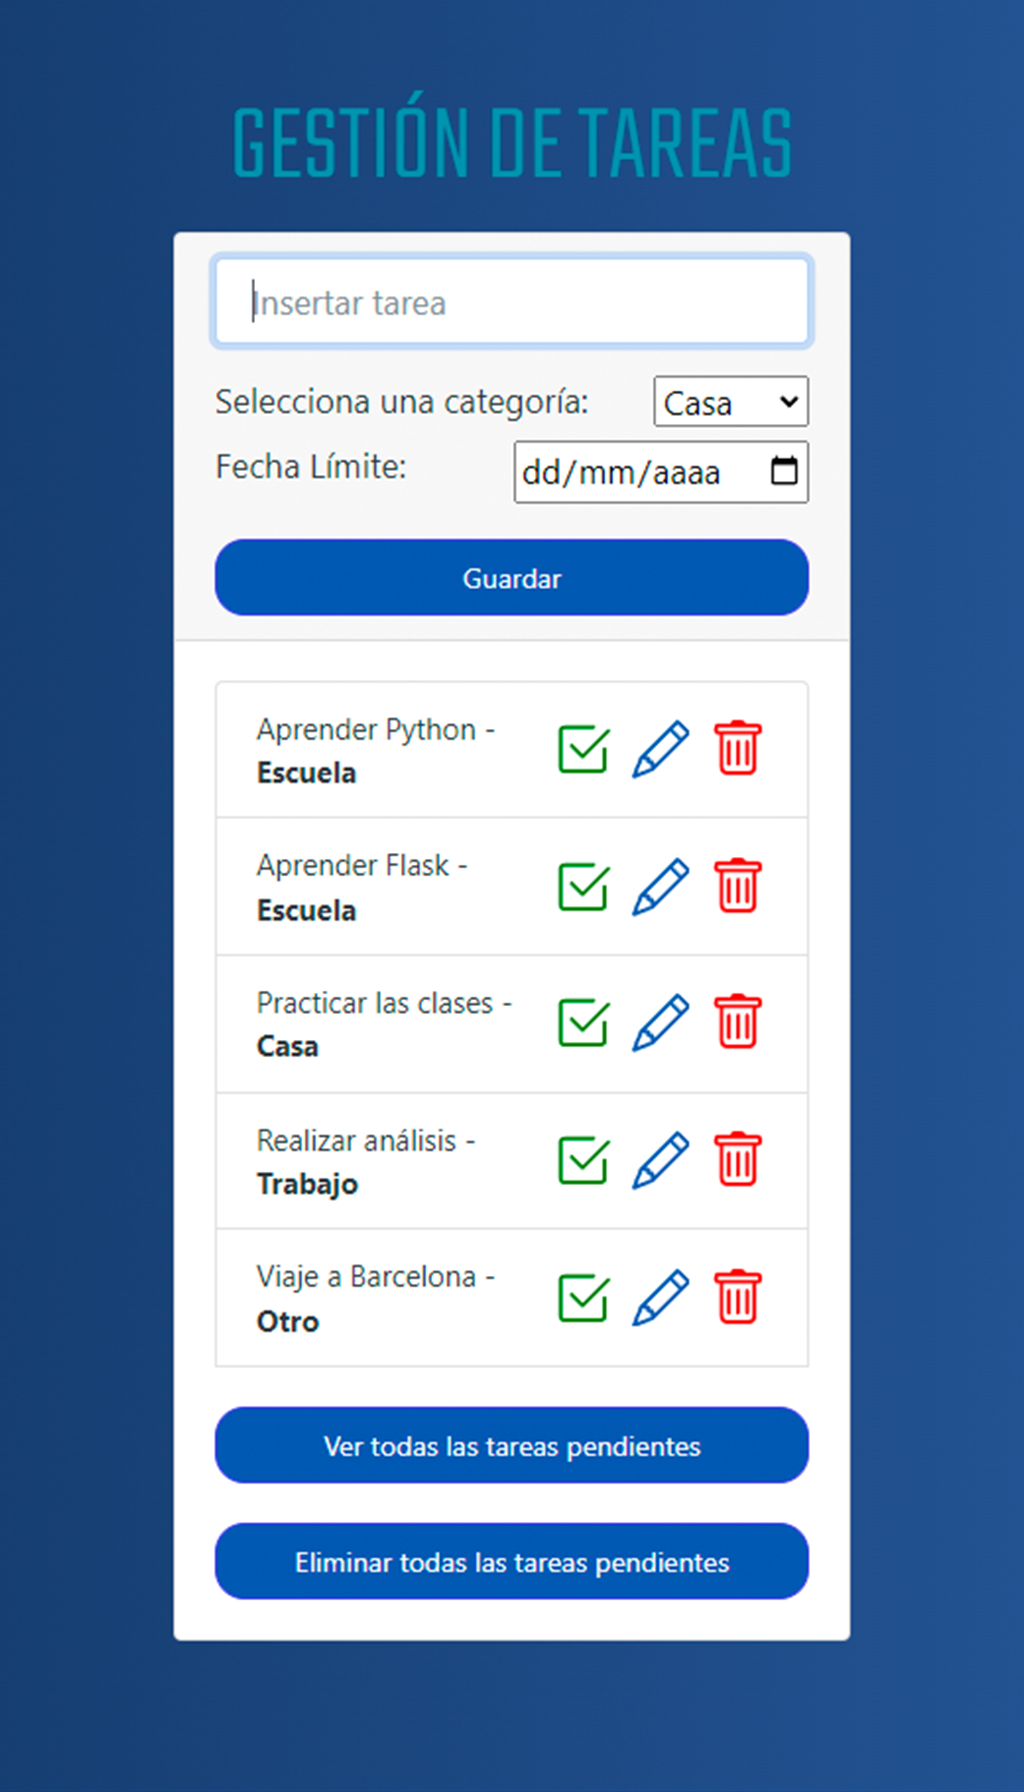 GESTIÓN DE TAREAS
Insertar tarea
Selecciona una categoría: Casa
Fecha Límite: dd/mm/aaaa
Guardar
Aprender Python -
Escuela
Aprender Flask -
Escuela
Practicar las clases -
Casa
Realizar análisis -
Trabajo
Viaje a Barcelona -
Otro
Ver todas las tareas pendientes
Eliminar todas las tareas pendientes